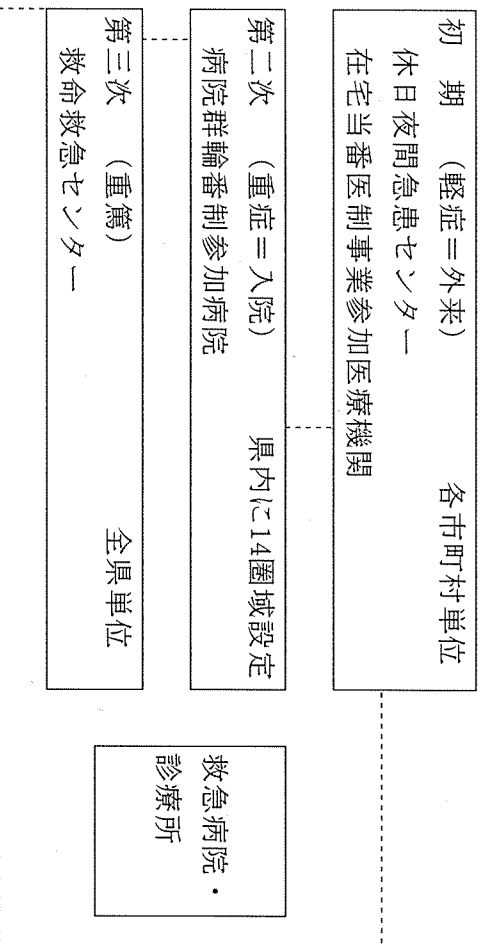 初　期　（軽症＝外来）　各市町村単位
休日夜間急患センター
在宅当番医制事業参加医療機関
第二次　（重症＝入院）　県内に14圏域設定
病院群輪番制参加病院
第三次　（重篤）　全県単位
救命救急センター
救急病院・
診療所